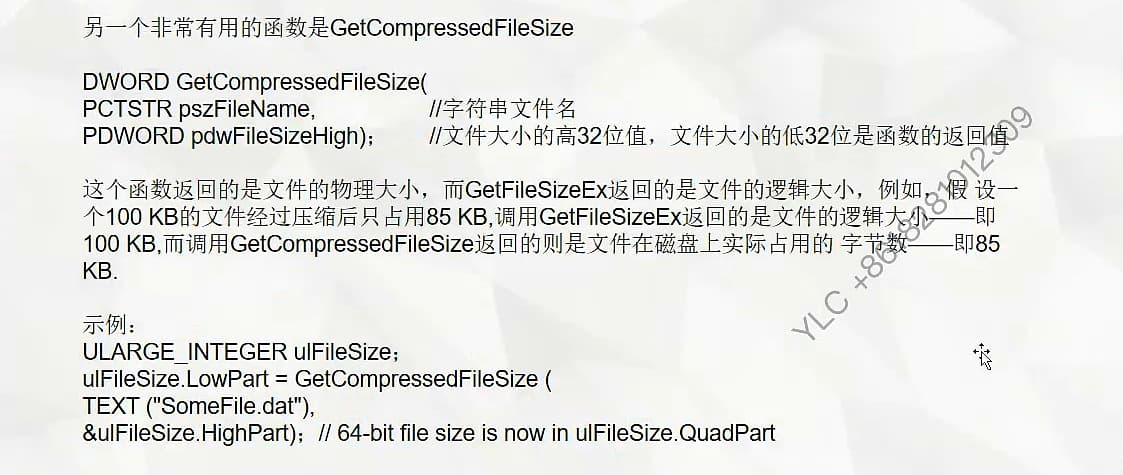 另一个非常有用的函数是GetCompressedFileSize
DWORD GetCompressedFileSize(
PCTSTR pszFileName, //字符串文件名
PDWORD pdwFileSizeHigh)； //文件大小的高32位值，文件大小的低32位是函数的返回值
这个函数返回的是文件的物理大小，而GetFileSizeEx返回的是文件的逻辑大小，例如，假 设一
个100 KB的文件经过压缩后只占用85 KB,调用GetFileSizeEx返回的是文件的逻辑大小——即
100 KB,而调用GetCompressedFileSize返回的则是文件在磁盘上实际占用的 字节数——即85
KB.
示例：
ULARGE_INTEGER ulFileSize；
ulFileSize.LowPart = GetCompressedFileSize (
TEXT ("SomeFile.dat"),
&ulFileSize.HighPart)；// 64-bit file size is now in ulFileSize.QuadPart